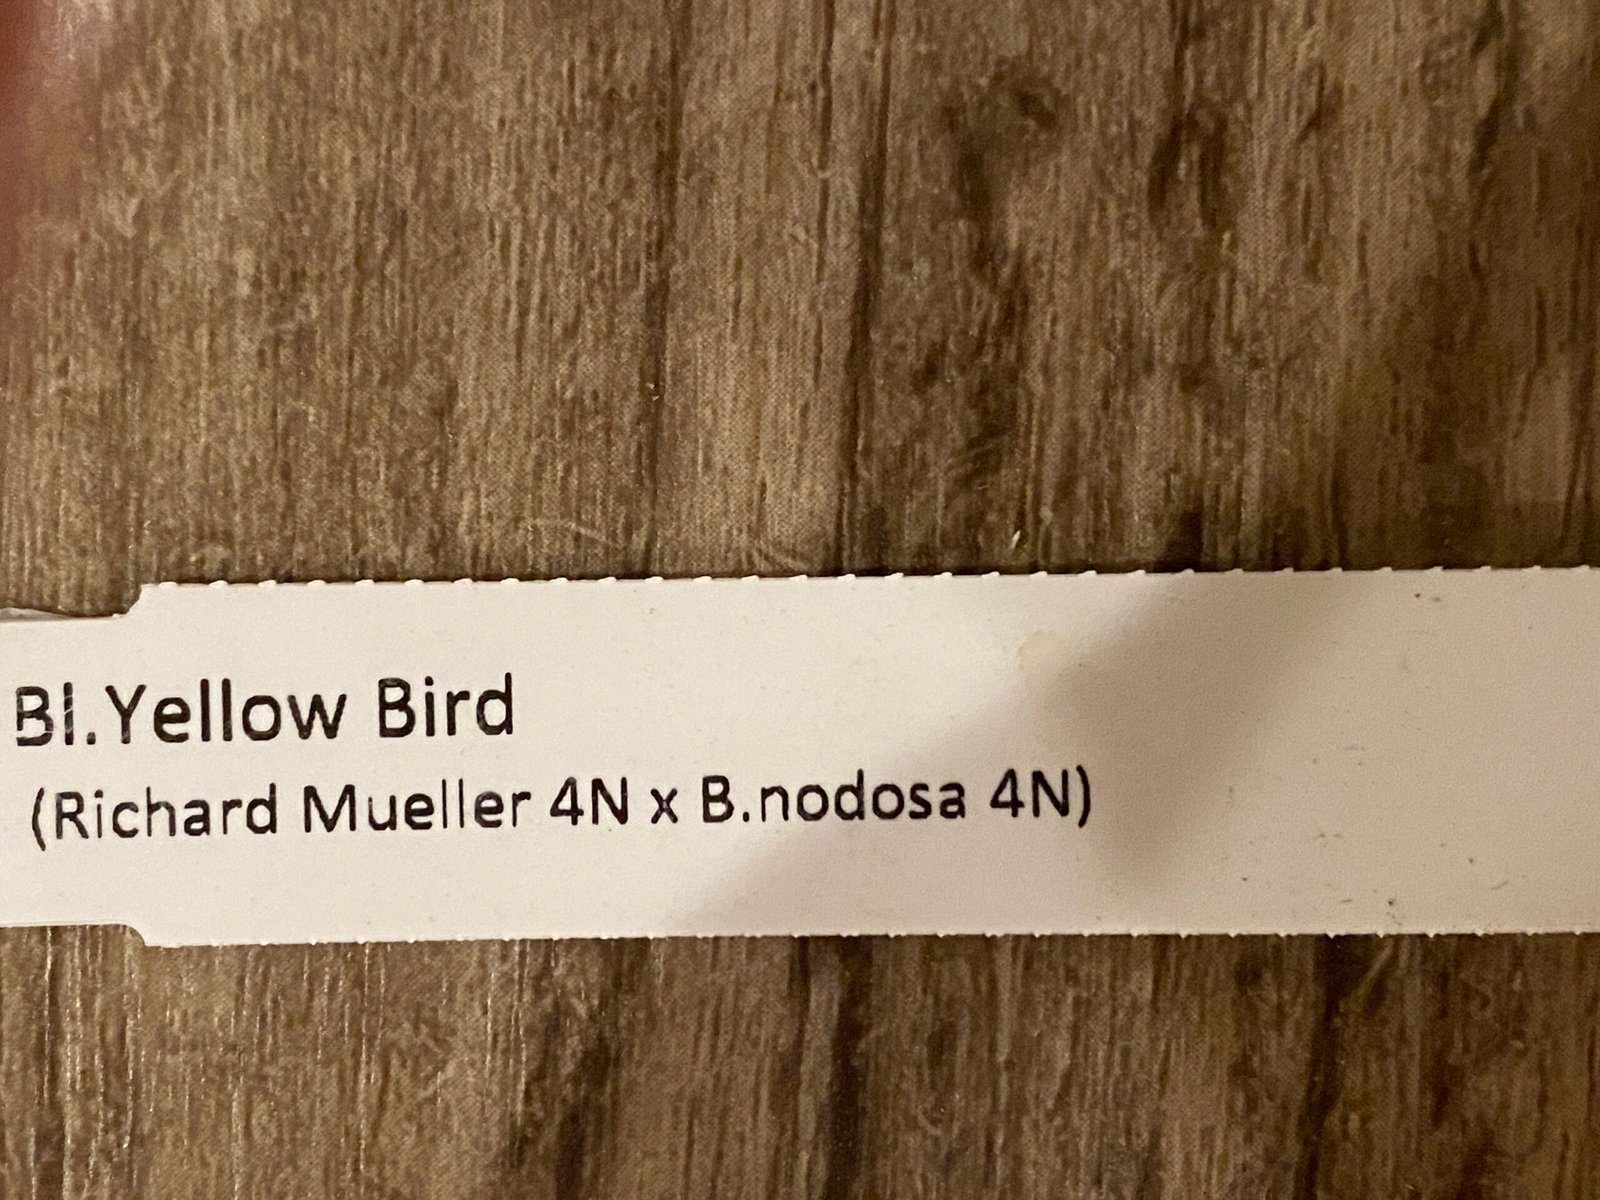 Bl.Yellow Bird
(Richard Mueller 4N x B.nodosa 4N)